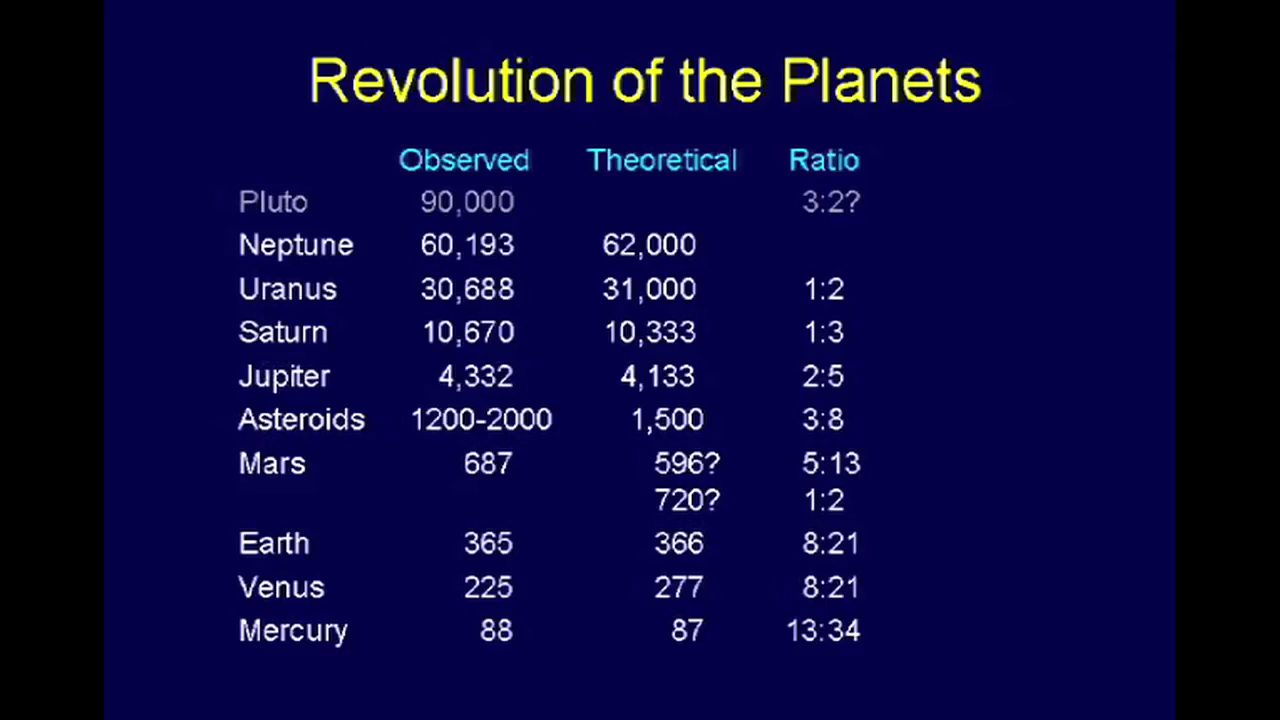 Revolution of the Planets
Observed Theoretical Ratio
Pluto 90,000 3:2?
Neptune 60,193 62,000
Uranus 30,688 31,000 1:2
Saturn 10,670 10,333 1:3
Jupiter 4,332 4,133 2:5
Asteroids 1200-2000 1,500 3:8
Mars 687 596? 5:13
720? 1:2
Earth 365 366 8:21
Venus 225 277 8:21
Mercury 88 87 13:34